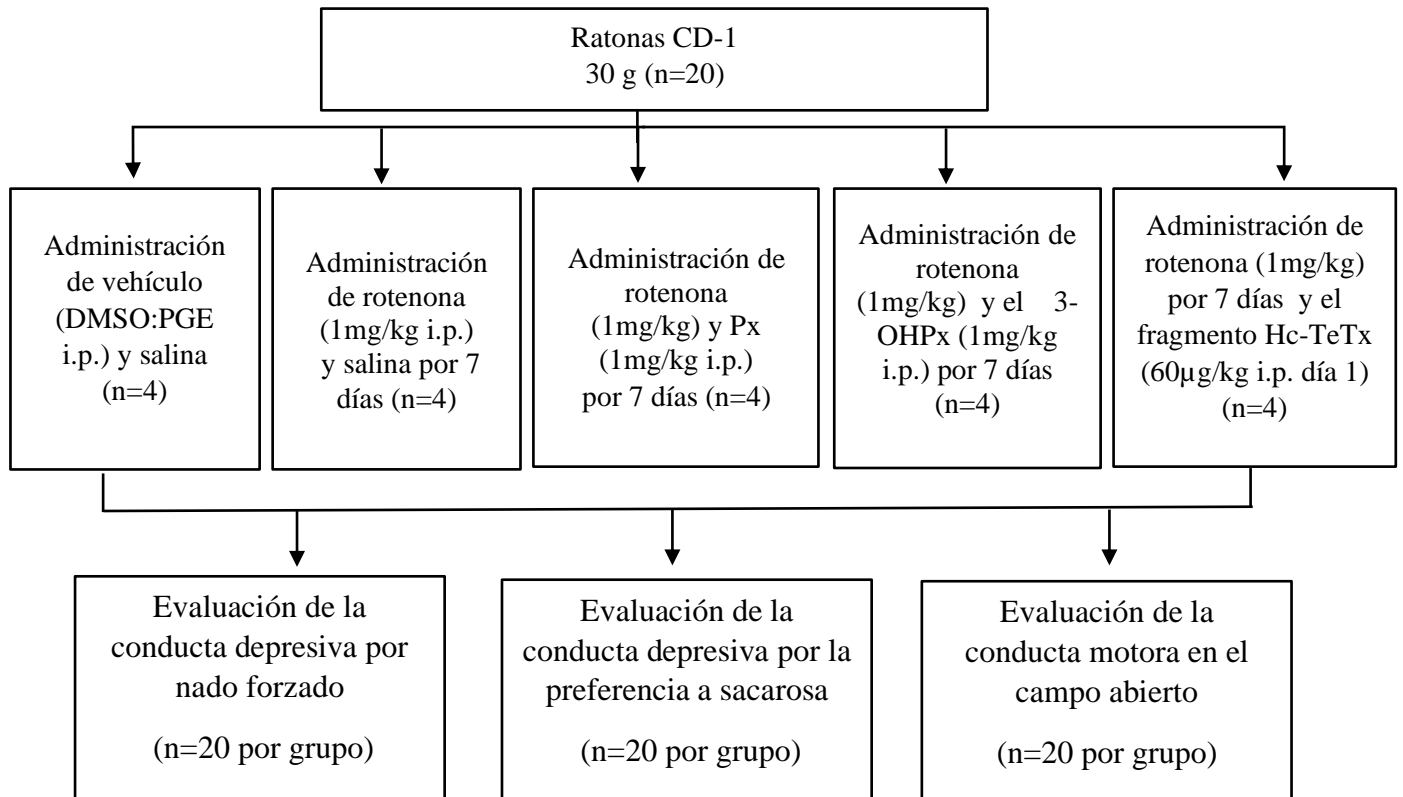 Ratonas CD-1
30 g (n=20)
Administración
de vehículo
(DMSO:PGE
i.p.) y salina
(n=4)
Administración
de rotenona
(1mg/kg i.p.)
y salina por 7
días (n=4)
Administración de
rotenona
(1mg/kg) y Px
(1mg/kg i.p.)
por 7 días (n=4)
Administración de
rotenona
(1mg/kg) y el 3-
OHPx (1mg/kg
i.p.) por 7 días
(n=4)
Administración de
rotenona (1mg/kg)
por 7 días y el
fragmento Hc-TeTx
(60µg/kg i.p. día 1)
(n=4)
Evaluación de la
conducta depresiva por
nado forzado
(n=20 por grupo)
Evaluación de la
conducta depresiva por la
preferencia a sacarosa
(n=20 por grupo)
Evaluación de la
conducta motora en el
campo abierto
(n=20 por grupo)